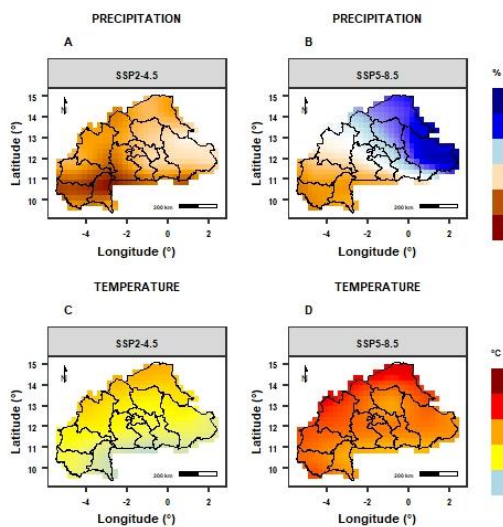 PRECIPITATION PRECIPITATION
A B
SSP2-4.5 SSP5-8.5 %
15 15
N N
14 14
13 13
12 12
11 11
10 10
200 km 200 km
Latitude (°) Latitude (°)
-4 -2 0 2 -4 -2 0 2
Longitude (°) Longitude (°)
TEMPERATURE TEMPERATURE
C D
SSP2-4.5 SSP5-8.5 °C
15 15
N N
14 14
13 13
12 12
11 11
10 10
200 km 200 km
Latitude (°) Latitude (°)
-4 -2 0 2 -4 -2 0 2
Longitude (°) Longitude (°)